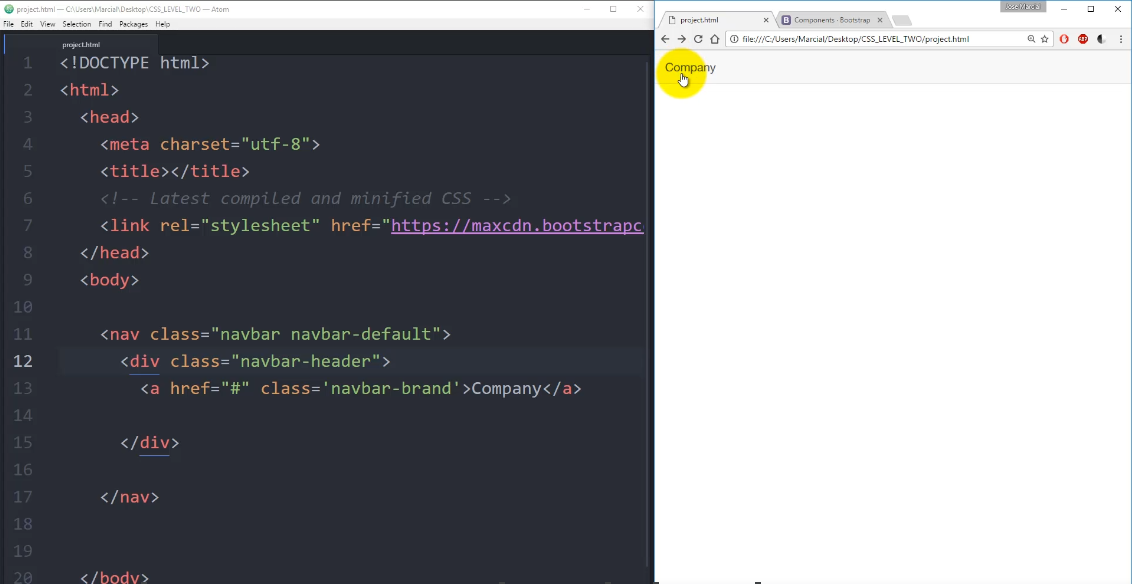 project.html — C:\Users\Marcial\Desktop\CSS_LEVEL_TWO — Atom
File Edit View Selection Find Packages Help
project.html
1 <!DOCTYPE html>
2 <html>
3 <head>
4 <meta charset="utf-8">
5 <title></title>
6 <!-- Latest compiled and minified CSS -->
7 <link rel="stylesheet" href="https://maxcdn.bootstrapc
8 </head>
9 <body>
10
11 <nav class="navbar navbar-default">
12 <div class="navbar-header">
13 <a href="#" class='navbar-brand'>Company</a>
14
15 </div>
16
17 </nav>
18
19
20 </body>
Jose Marcial
project.html
B Components · Bootstrap
file:///C:/Users/Marcial/Desktop/CSS_LEVEL_TWO/project.html
ABP
Company